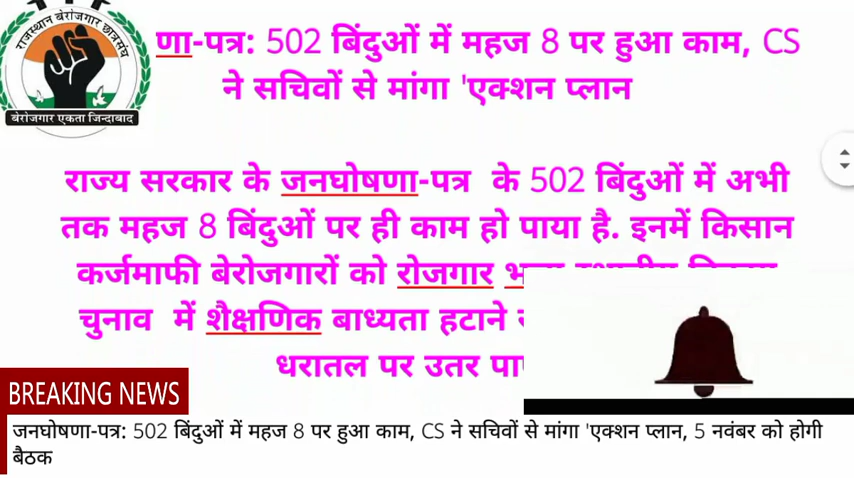 राजस्थान बेरोजगार छात्रसंघ
बेरोजगार एकता जिन्दाबाद
णा-पत्र: 502 बिंदुओं में महज 8 पर हुआ काम, CS
ने सचिवों से मांगा 'एक्शन प्लान
राज्य सरकार के जनघोषणा-पत्र के 502 बिंदुओं में अभी
तक महज 8 बिंदुओं पर ही काम हो पाया है. इनमें किसान
कर्जमाफी बेरोजगारों को रोजगार
चुनाव में शैक्षणिक बाध्यता हटाने
धरातल पर उतर
BREAKING NEWS
जनघोषणा-पत्र: 502 बिंदुओं में महज 8 पर हुआ काम, CS ने सचिवों से मांगा 'एक्शन प्लान, 5 नवंबर को होगी
बैठक